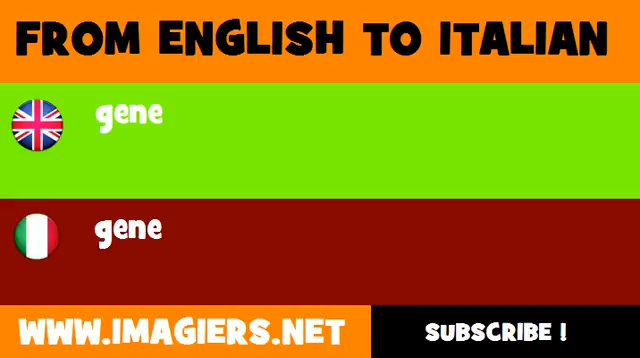 FROM ENGLISH TO ITALIAN
gene
gene
WWW.IMAGIERS.NET
SUBSCRIBE !